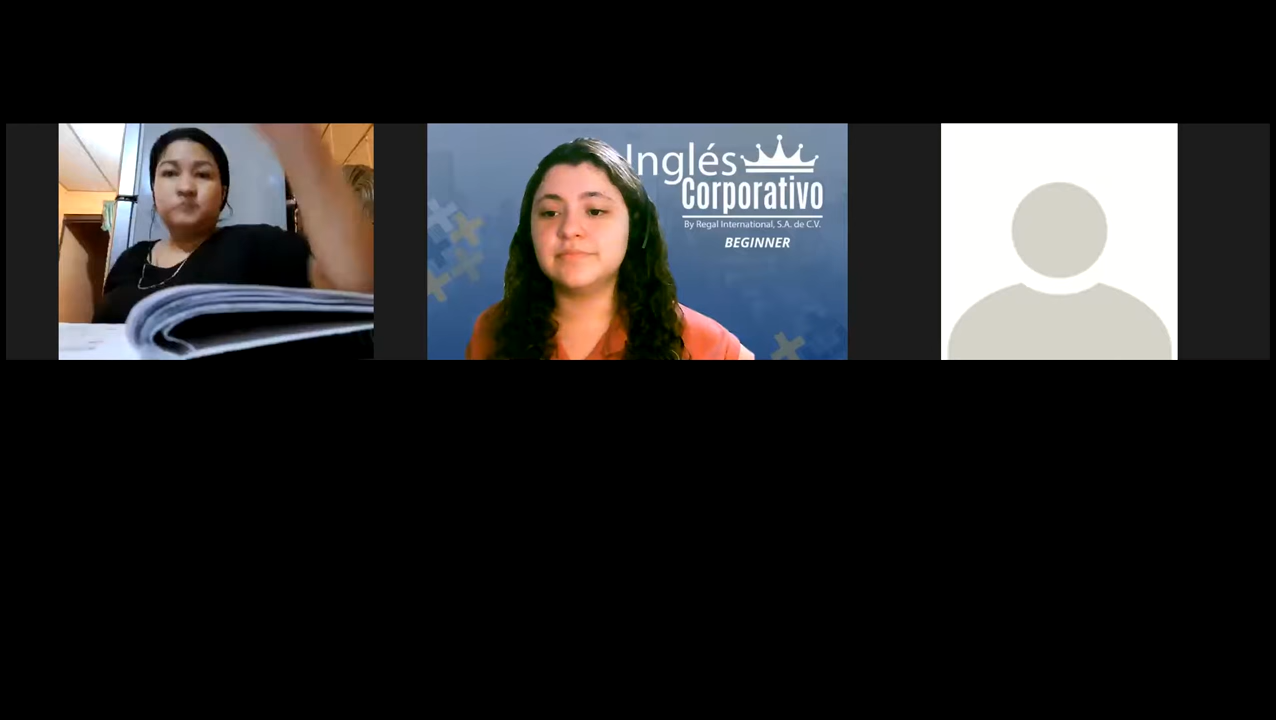 Inglés
Corporativo
By Regal International, S.A. de C.V.
BEGINNER